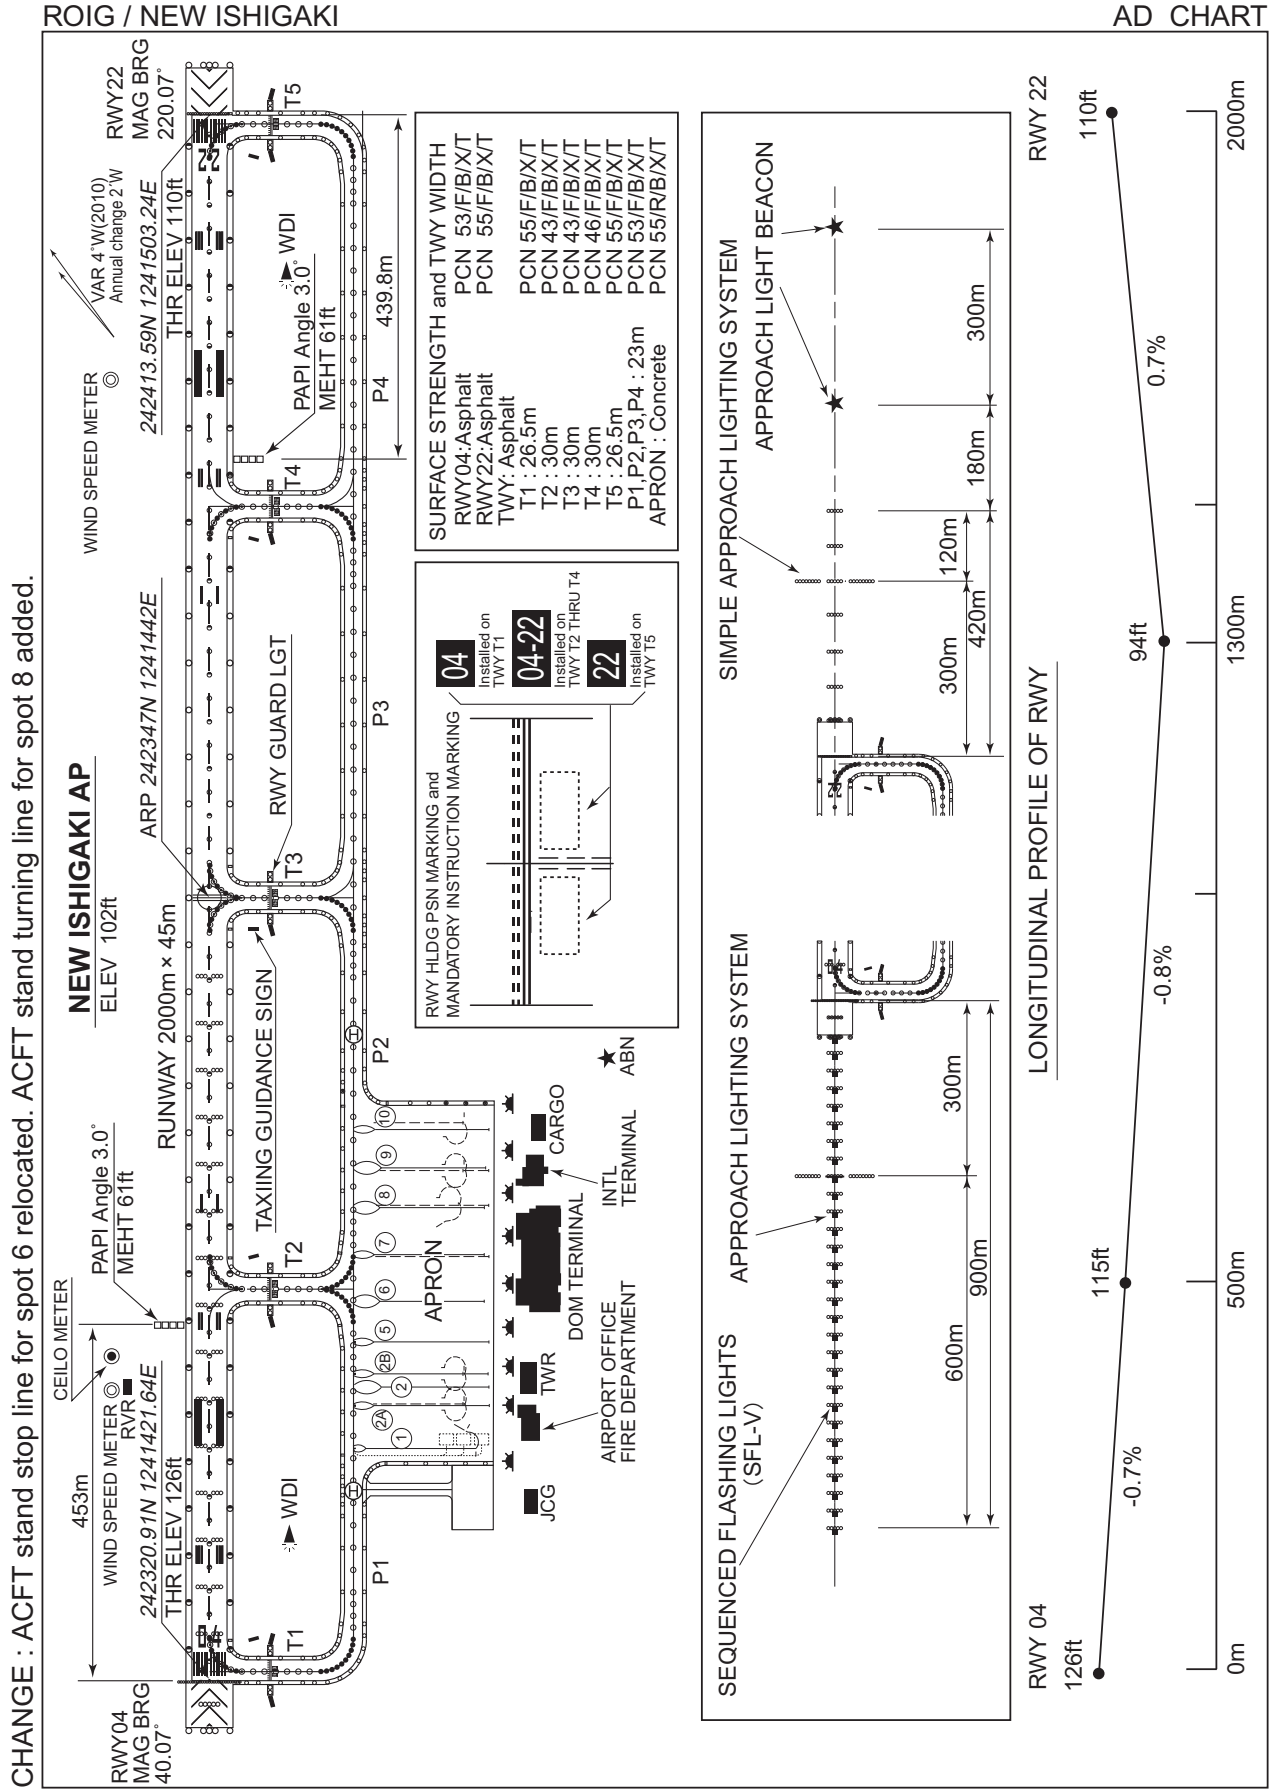 ROIG / NEW ISHIGAKI
AD CHART
CHANGE : ACFT stand stop line for spot 6 relocated. ACFT stand turning line for spot 8 added.
NEW ISHIGAKI AP
ELEV 102ft
RWY04
MAG BRG
40.07°
453m
CEILO METER
WIND SPEED METER
RVR
242320.91N 1241421.64E
THR ELEV 126ft
PAPI Angle 3.0°
MEHT 61ft
RUNWAY 2000m × 45m
ARP 242347N 1241442E
WIND SPEED METER
VAR 4°W(2010)
Annual change 2'W
242413.59N 1241503.24E
THR ELEV 110ft
RWY22
MAG BRG
220.07°
04
22
T1
WDI
T2
TAXIING GUIDANCE SIGN
T3
RWY GUARD LGT
T4
PAPI Angle 3.0°
MEHT 61ft
WDI
T5
P1
H
H
P2
P3
P4
439.8m
1
2A
2
2B
5
6
7
8
9
10
APRON
JCG
AIRPORT OFFICE
FIRE DEPARTMENT
TWR
DOM TERMINAL
INTL
TERMINAL
CARGO
ABN
RWY HLDG PSN MARKING and
MANDATORY INSTRUCTION MARKING
04
Installed on
TWY T1
04-22
Installed on
TWY T2 THRU T4
22
Installed on
TWY T5
SURFACE STRENGTH and TWY WIDTH
RWY04:Asphalt PCN 53/F/B/X/T
RWY22:Asphalt PCN 55/F/B/X/T
TWY: Asphalt
T1 : 26.5m PCN 55/F/B/X/T
T2 : 30m PCN 43/F/B/X/T
T3 : 30m PCN 43/F/B/X/T
T4 : 30m PCN 46/F/B/X/T
T5 : 26.5m PCN 55/F/B/X/T
P1,P2,P3,P4 : 23m PCN 53/F/B/X/T
APRON : Concrete PCN 55/R/B/X/T
SEQUENCED FLASHING LIGHTS
(SFL-V)
APPROACH LIGHTING SYSTEM
600m
300m
900m
04
22
SIMPLE APPROACH LIGHTING SYSTEM
APPROACH LIGHT BEACON
300m
120m
420m
180m
300m
LONGITUDINAL PROFILE OF RWY
RWY 04
126ft
-0.7%
115ft
-0.8%
94ft
0.7%
RWY 22
110ft
0m
500m
1300m
2000m